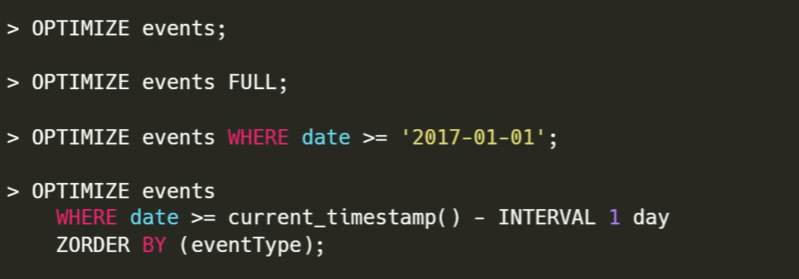 > OPTIMIZE events;
> OPTIMIZE events FULL;
> OPTIMIZE events WHERE date >= '2017-01-01';
> OPTIMIZE events
WHERE date >= current_timestamp() - INTERVAL 1 day
ZORDER BY (eventType);